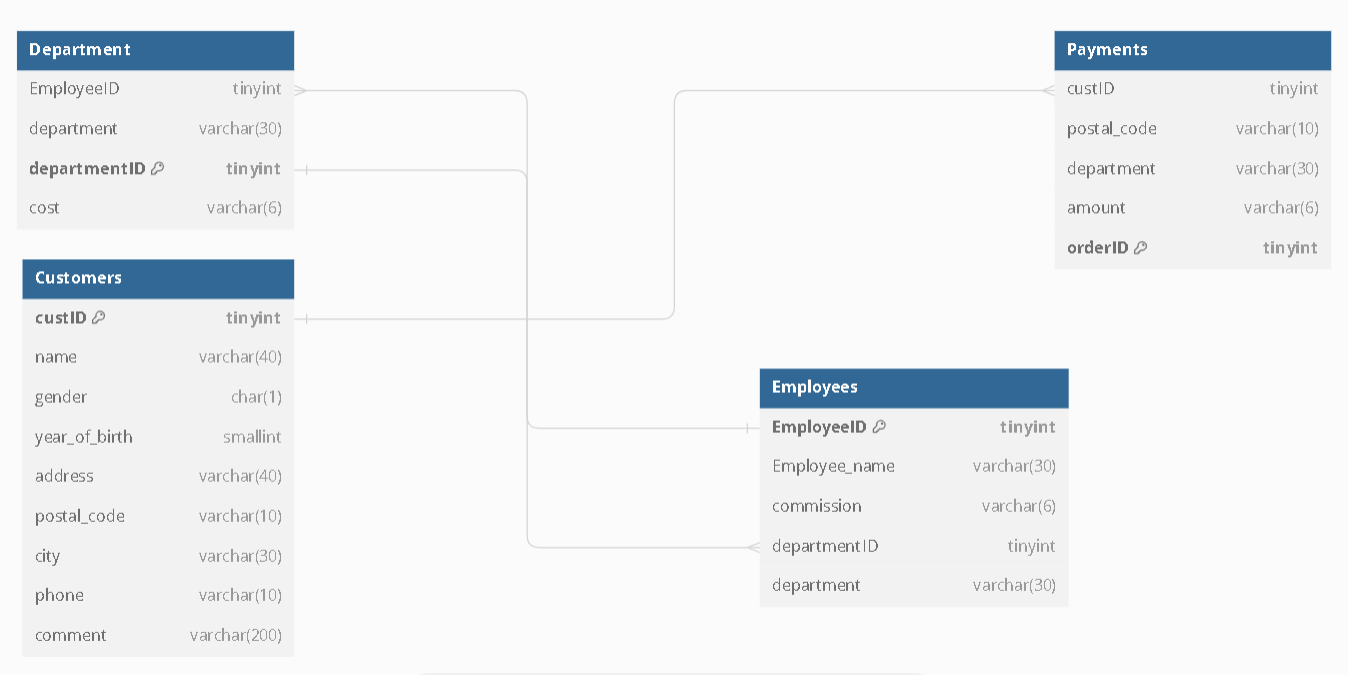 Department
EmployeeID tinyint
department varchar(30)
departmentID tinyint
cost varchar(6)
Customers
custID tinyint
name varchar(40)
gender char(1)
year_of_birth smallint
address varchar(40)
postal_code varchar(10)
city varchar(30)
phone varchar(10)
comment varchar(200)
Payments
custID tinyint
postal_code varchar(10)
department varchar(30)
amount varchar(6)
orderID tinyint
Employees
EmployeeID tinyint
Employee_name varchar(30)
commission varchar(6)
departmentID tinyint
department varchar(30)